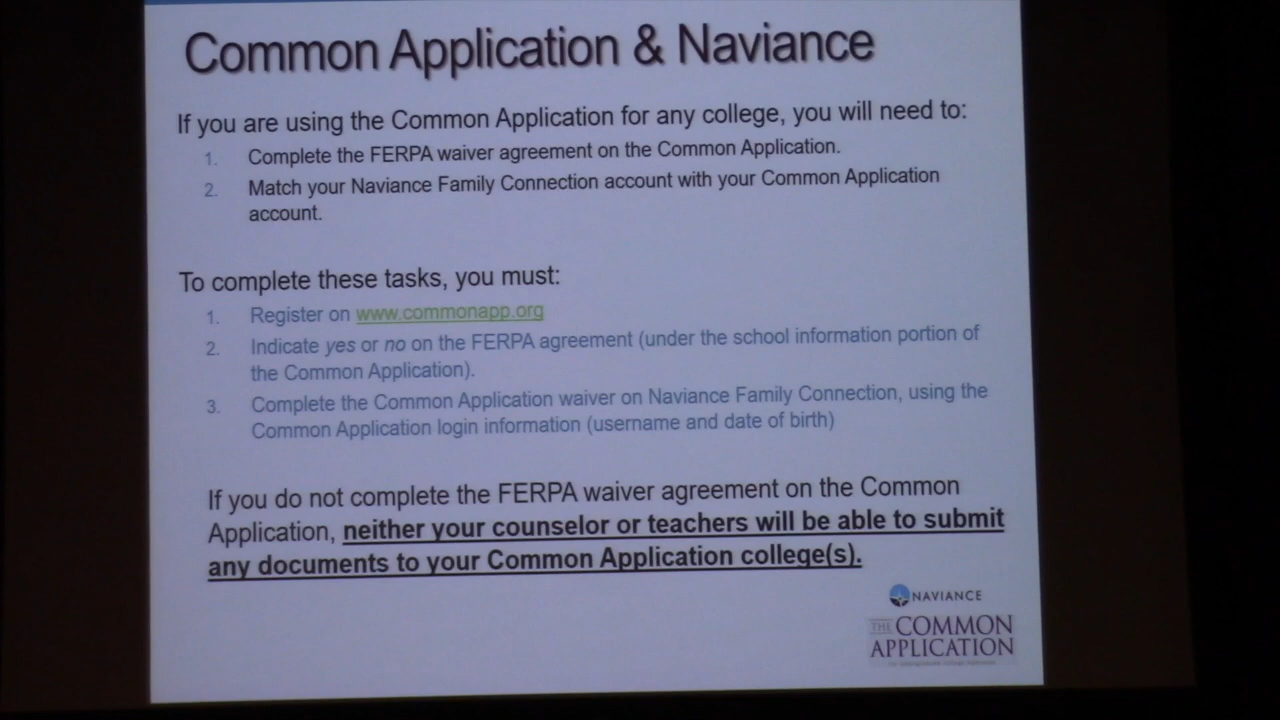 Common Application & Naviance
If you are using the Common Application for any college, you will need to:
1. Complete the FERPA waiver agreement on the Common Application.
2. Match your Naviance Family Connection account with your Common Application
account.
To complete these tasks, you must:
1. Register on www.commonapp.org
2. Indicate yes or no on the FERPA agreement (under the school information portion of
the Common Application).
3. Complete the Common Application waiver on Naviance Family Connection, using the
Common Application login information (username and date of birth)
If you do not complete the FERPA waiver agreement on the Common
Application, neither your counselor or teachers will be able to submit
any documents to your Common Application college(s).
NAVIANCE
THE COMMON
APPLICATION